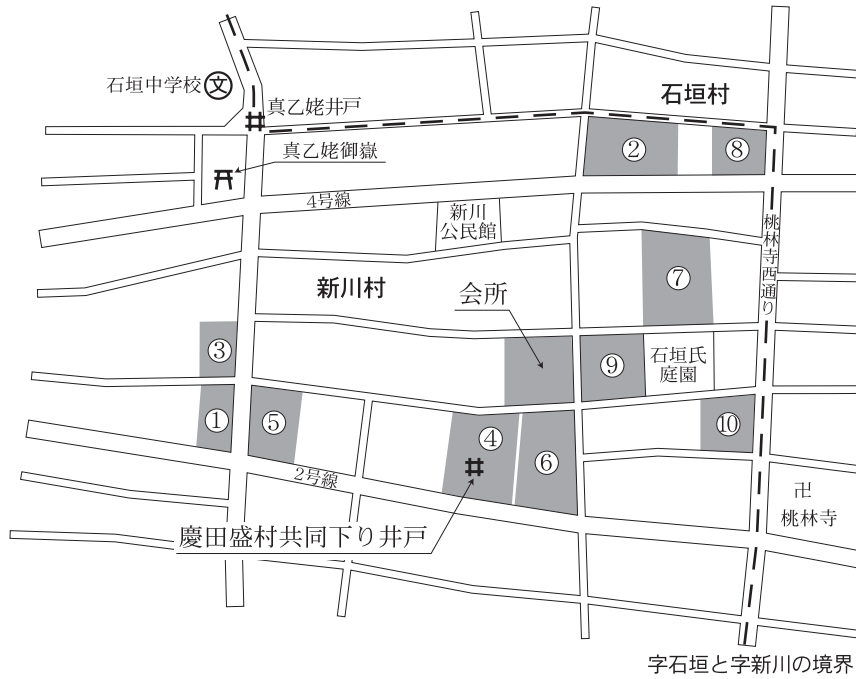 石垣中学校
文
真乙姥井戸
石垣村
②
⑧
真乙姥御嶽
4号線
新川
公民館
桃林寺西通り
⑦
新川村
会所
③
⑨
石垣氏
庭園
①
⑤
④
⑥
⑩
2号線
卍
桃林寺
慶田盛村共同下り井戸
字石垣と字新川の境界